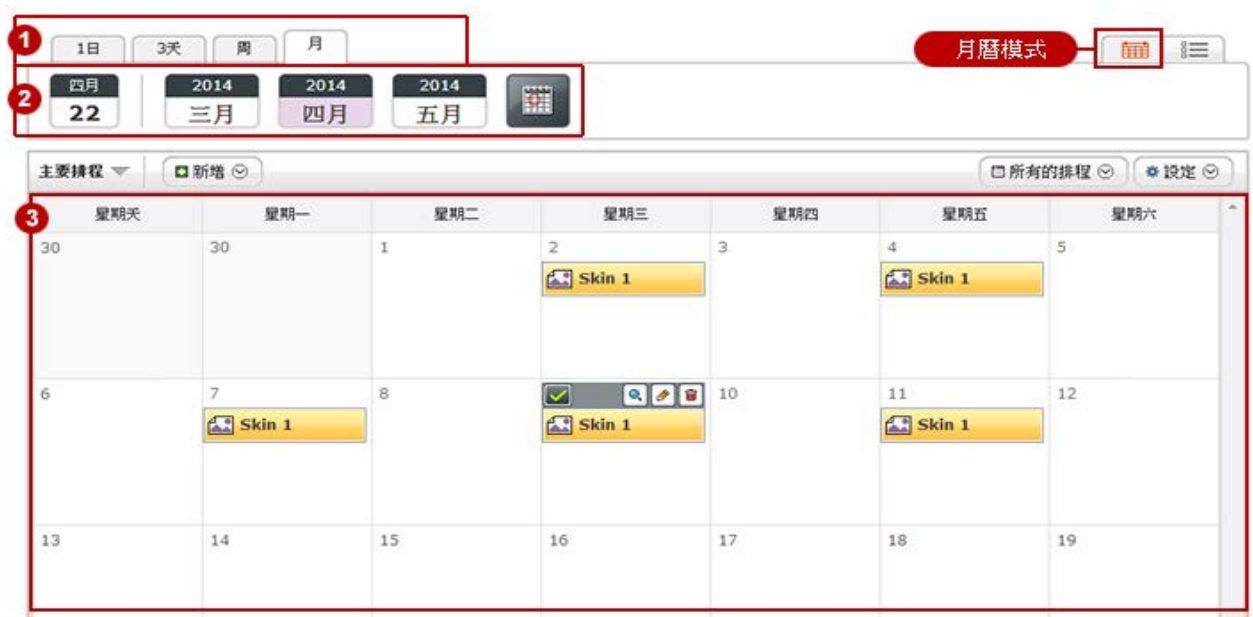 1
1日 3天 周 月
月曆模式
2
四月 2014 2014 2014
22 三月 四月 五月
主要排程 新增 所有的排程 設定
3
星期天 星期一 星期二 星期三 星期四 星期五 星期六
30 30 1 2 3 4 5
Skin 1 Skin 1
6 7 8 10 11 12
Skin 1 Skin 1 Skin 1
13 14 15 16 17 18 19